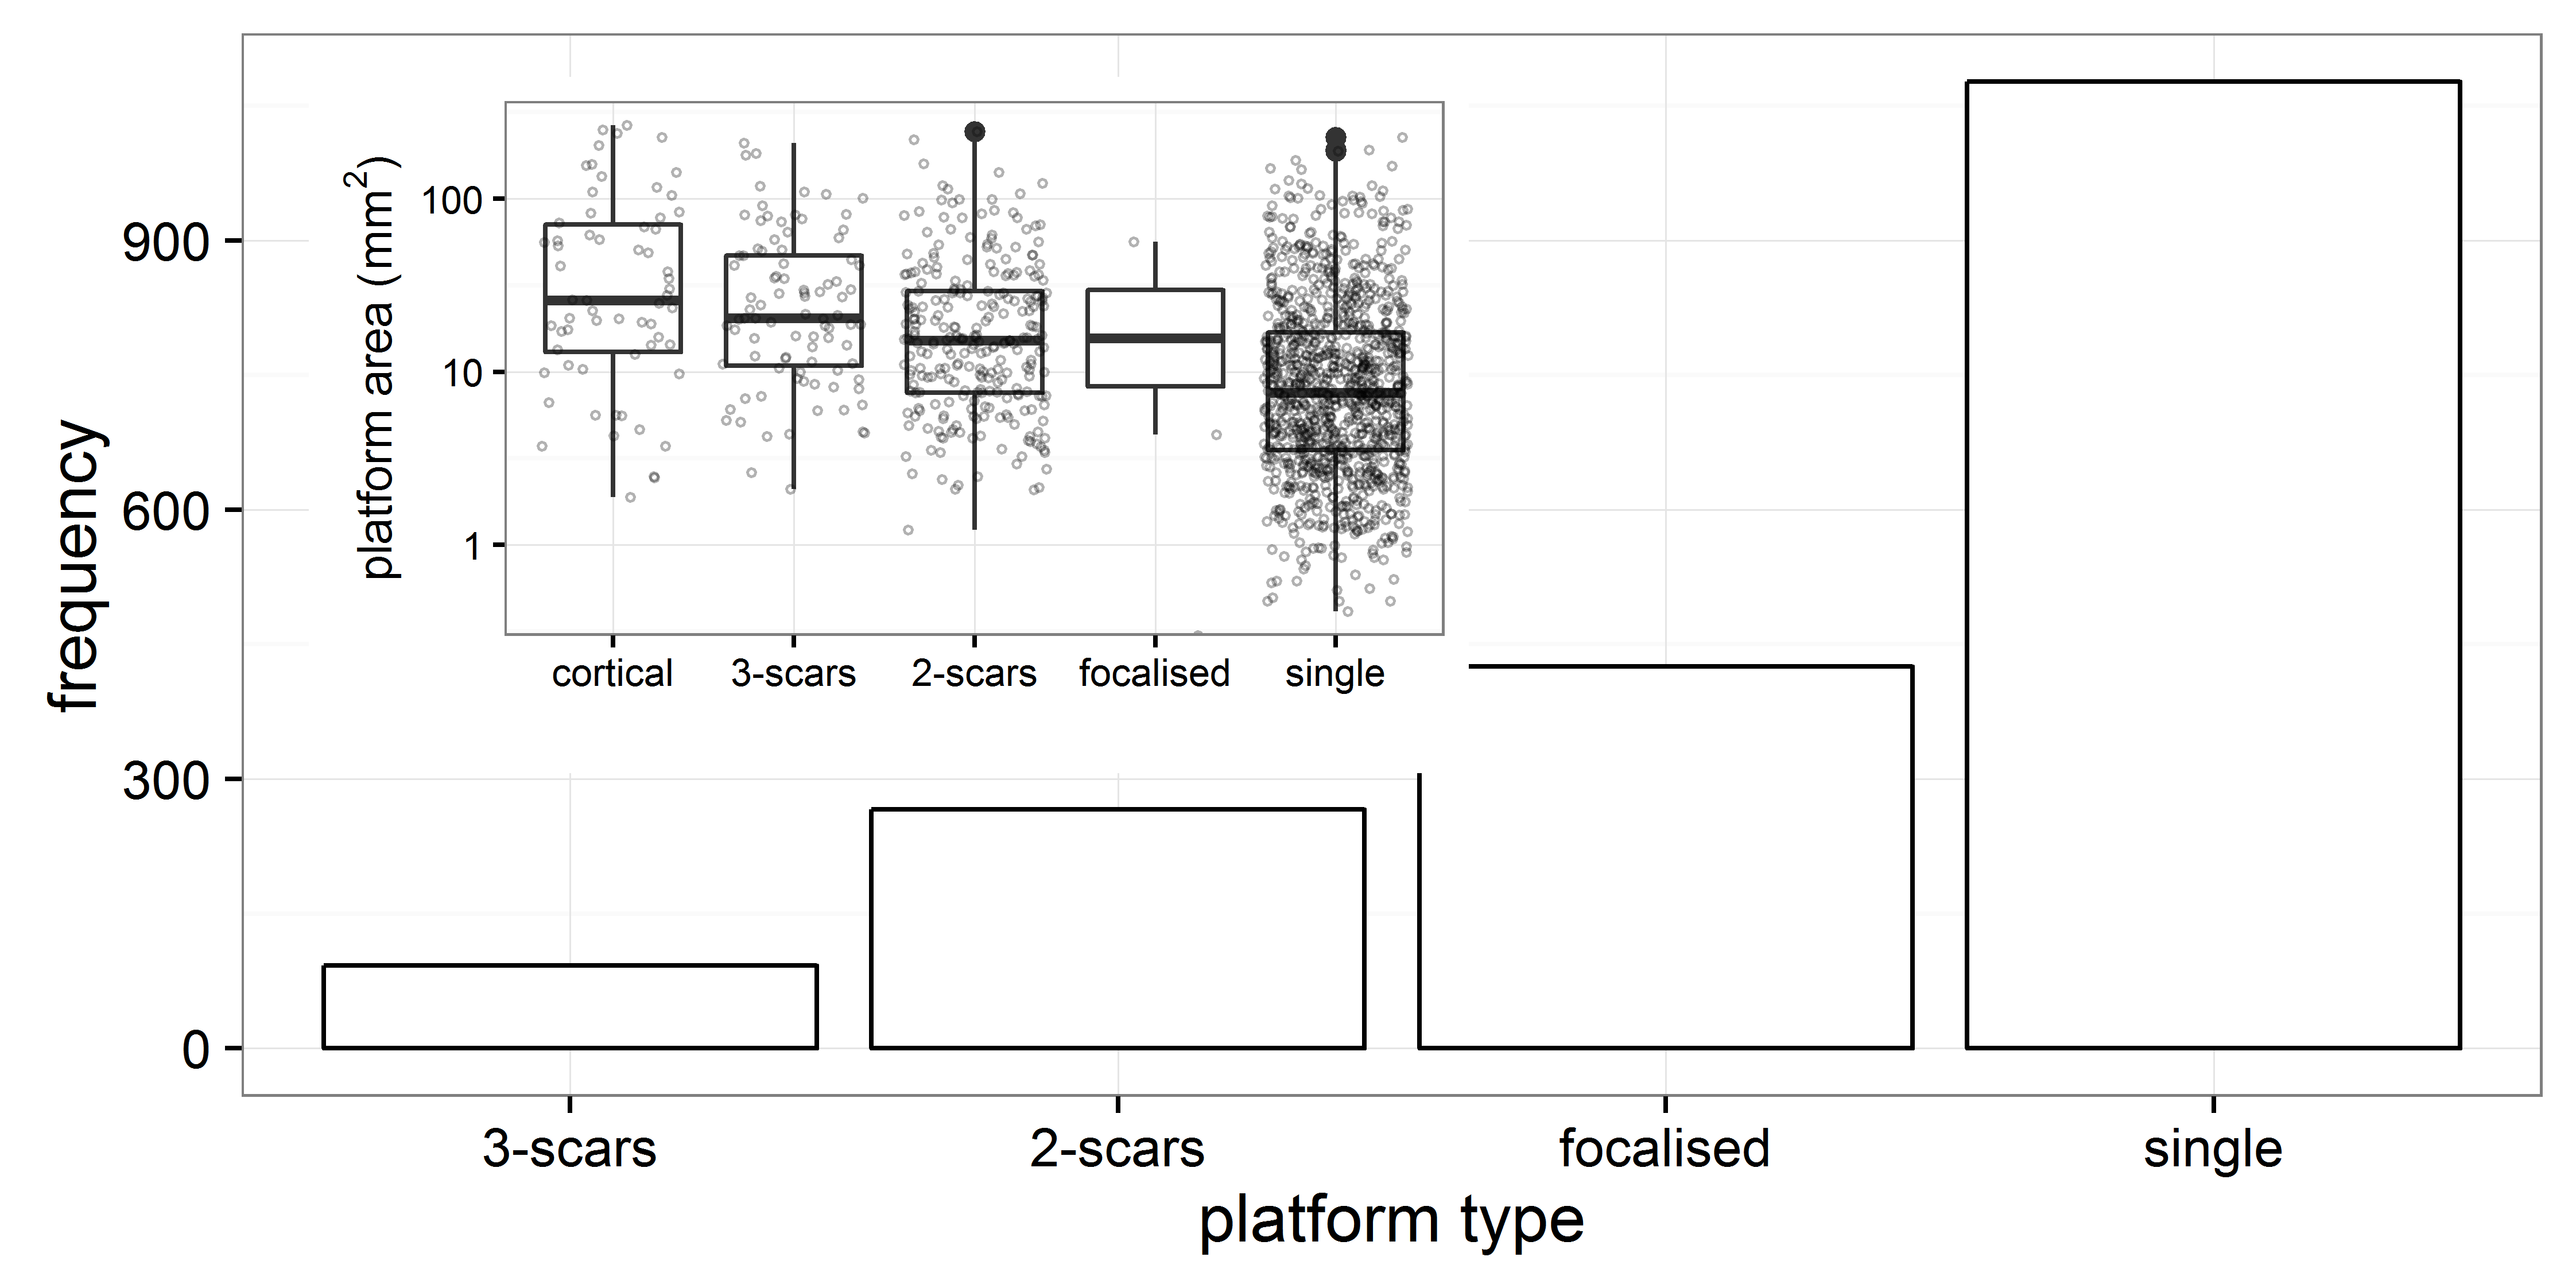 platform area (mm²)
100
10
1
cortical 3-scars 2-scars focalised single
frequency
900
600
300
0
3-scars 2-scars focalised single
platform type